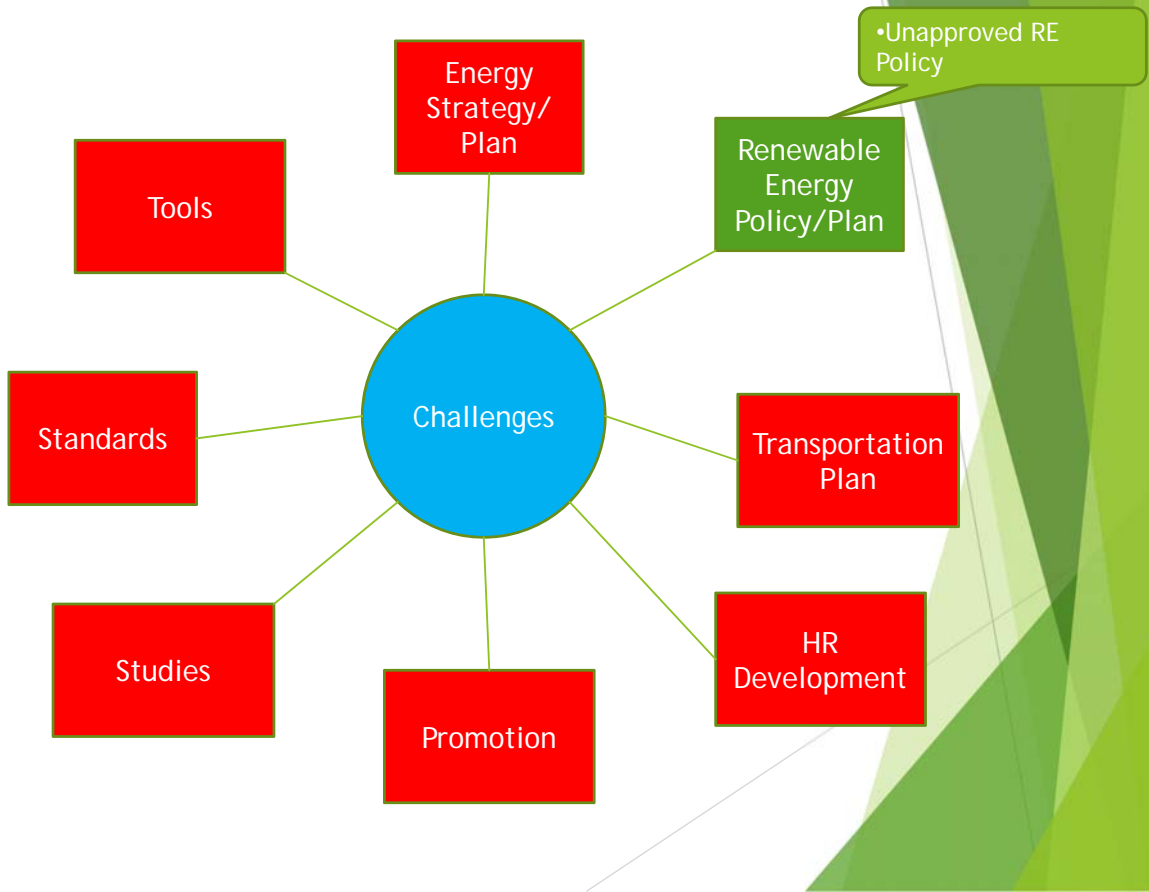 •Unapproved RE
Policy
Energy
Strategy/
Plan
Renewable
Energy
Policy/Plan
Tools
Challenges
Standards
Transportation
Plan
Studies
HR
Development
Promotion